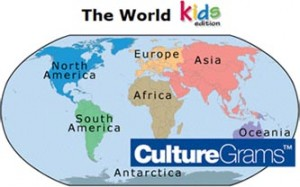 The World kids
edition
North
America
Europe
Asia
Africa
South
America
Oceania
CultureGrams™
Antarctica